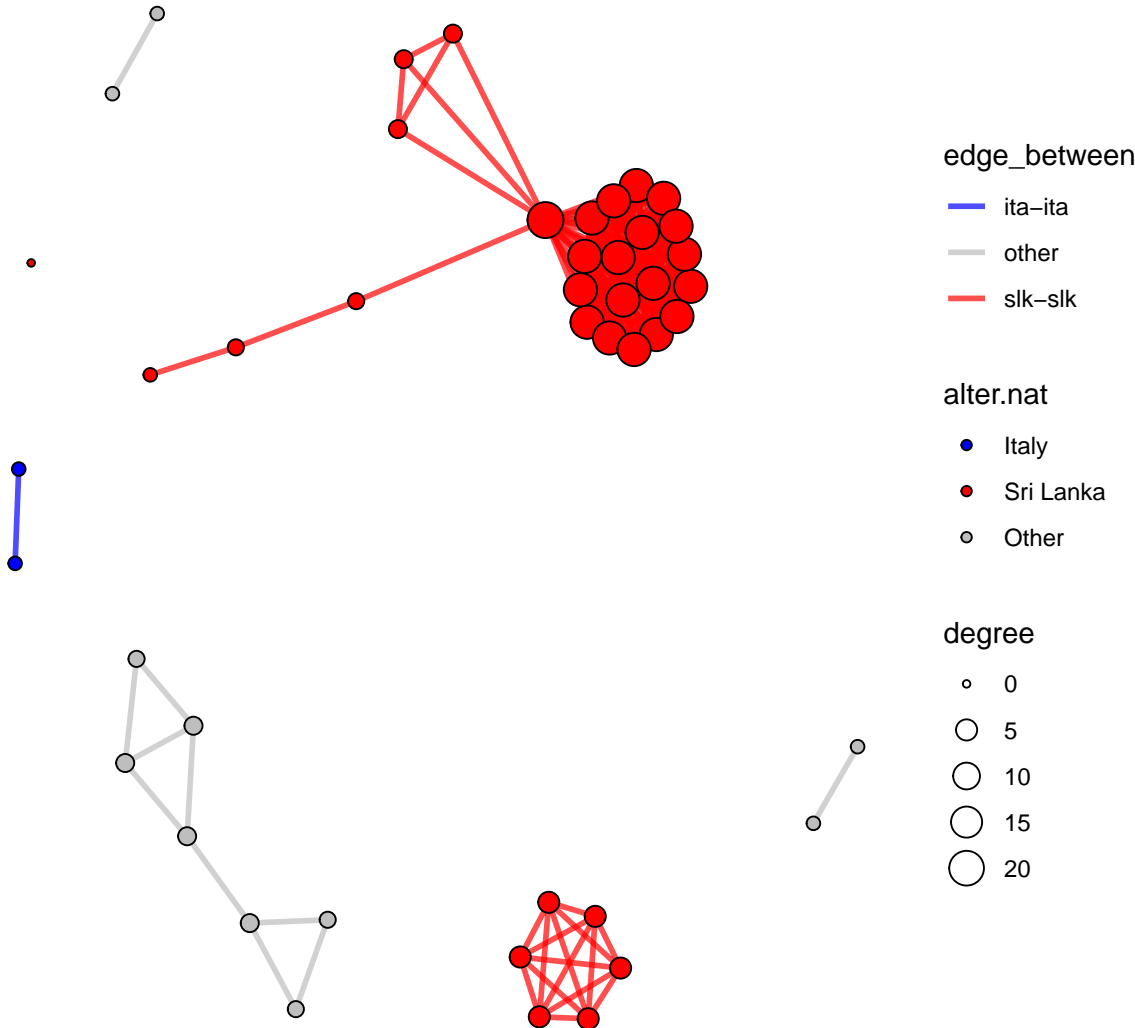 edge_between
ita−ita
other
slk−slk
alter.nat
Italy
Sri Lanka
Other
degree
0
5
10
15
20